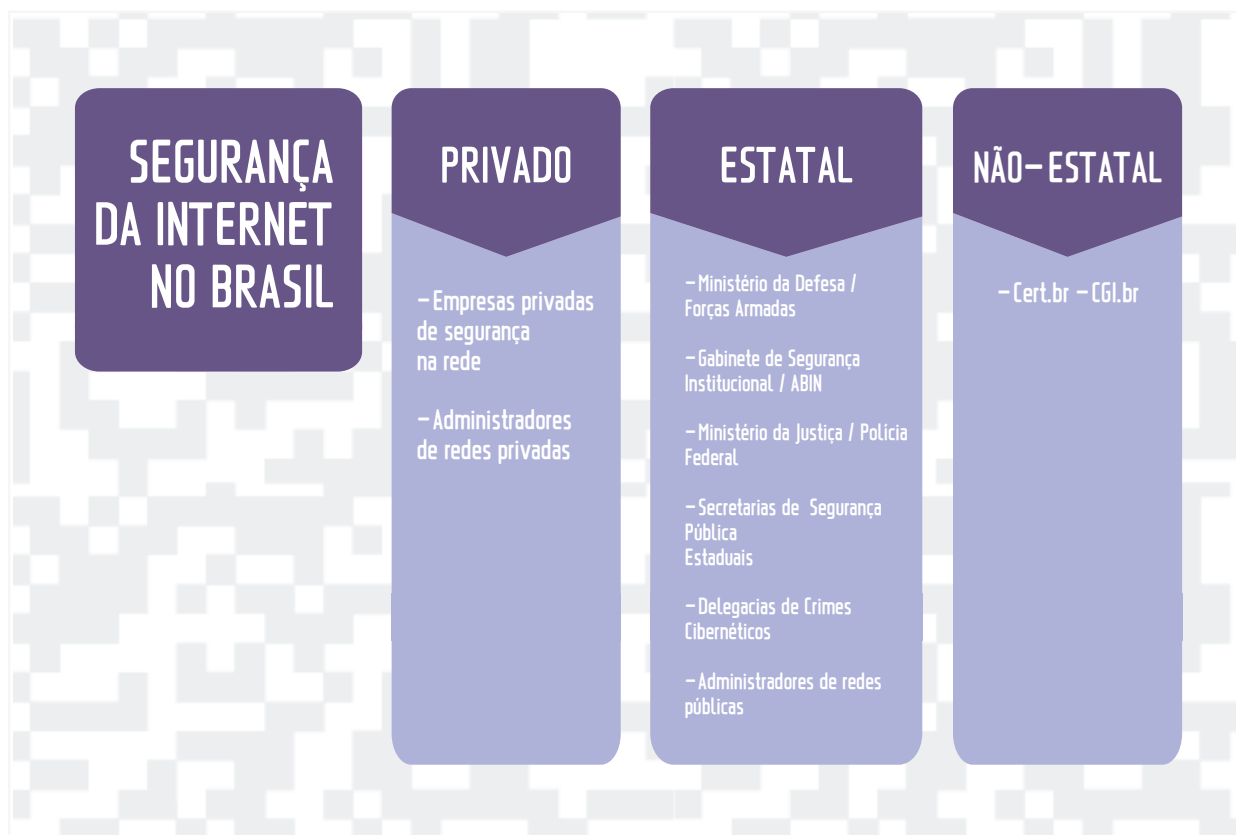 SEGURANÇA
DA INTERNET
NO BRASIL
PRIVADO
– Empresas privadas
de segurança
na rede
– Administradores
de redes privadas
ESTATAL
– Ministério da Defesa /
Forças Armadas
– Gabinete de Segurança
Institucional / ABIN
– Ministério da Justiça / Polícia
Federal
– Secretarias de Segurança
Pública
Estaduais
– Delegacias de Crimes
Cibernéticos
– Administradores de redes
públicas
NÃO–ESTATAL
– Cert.br – CGI.br